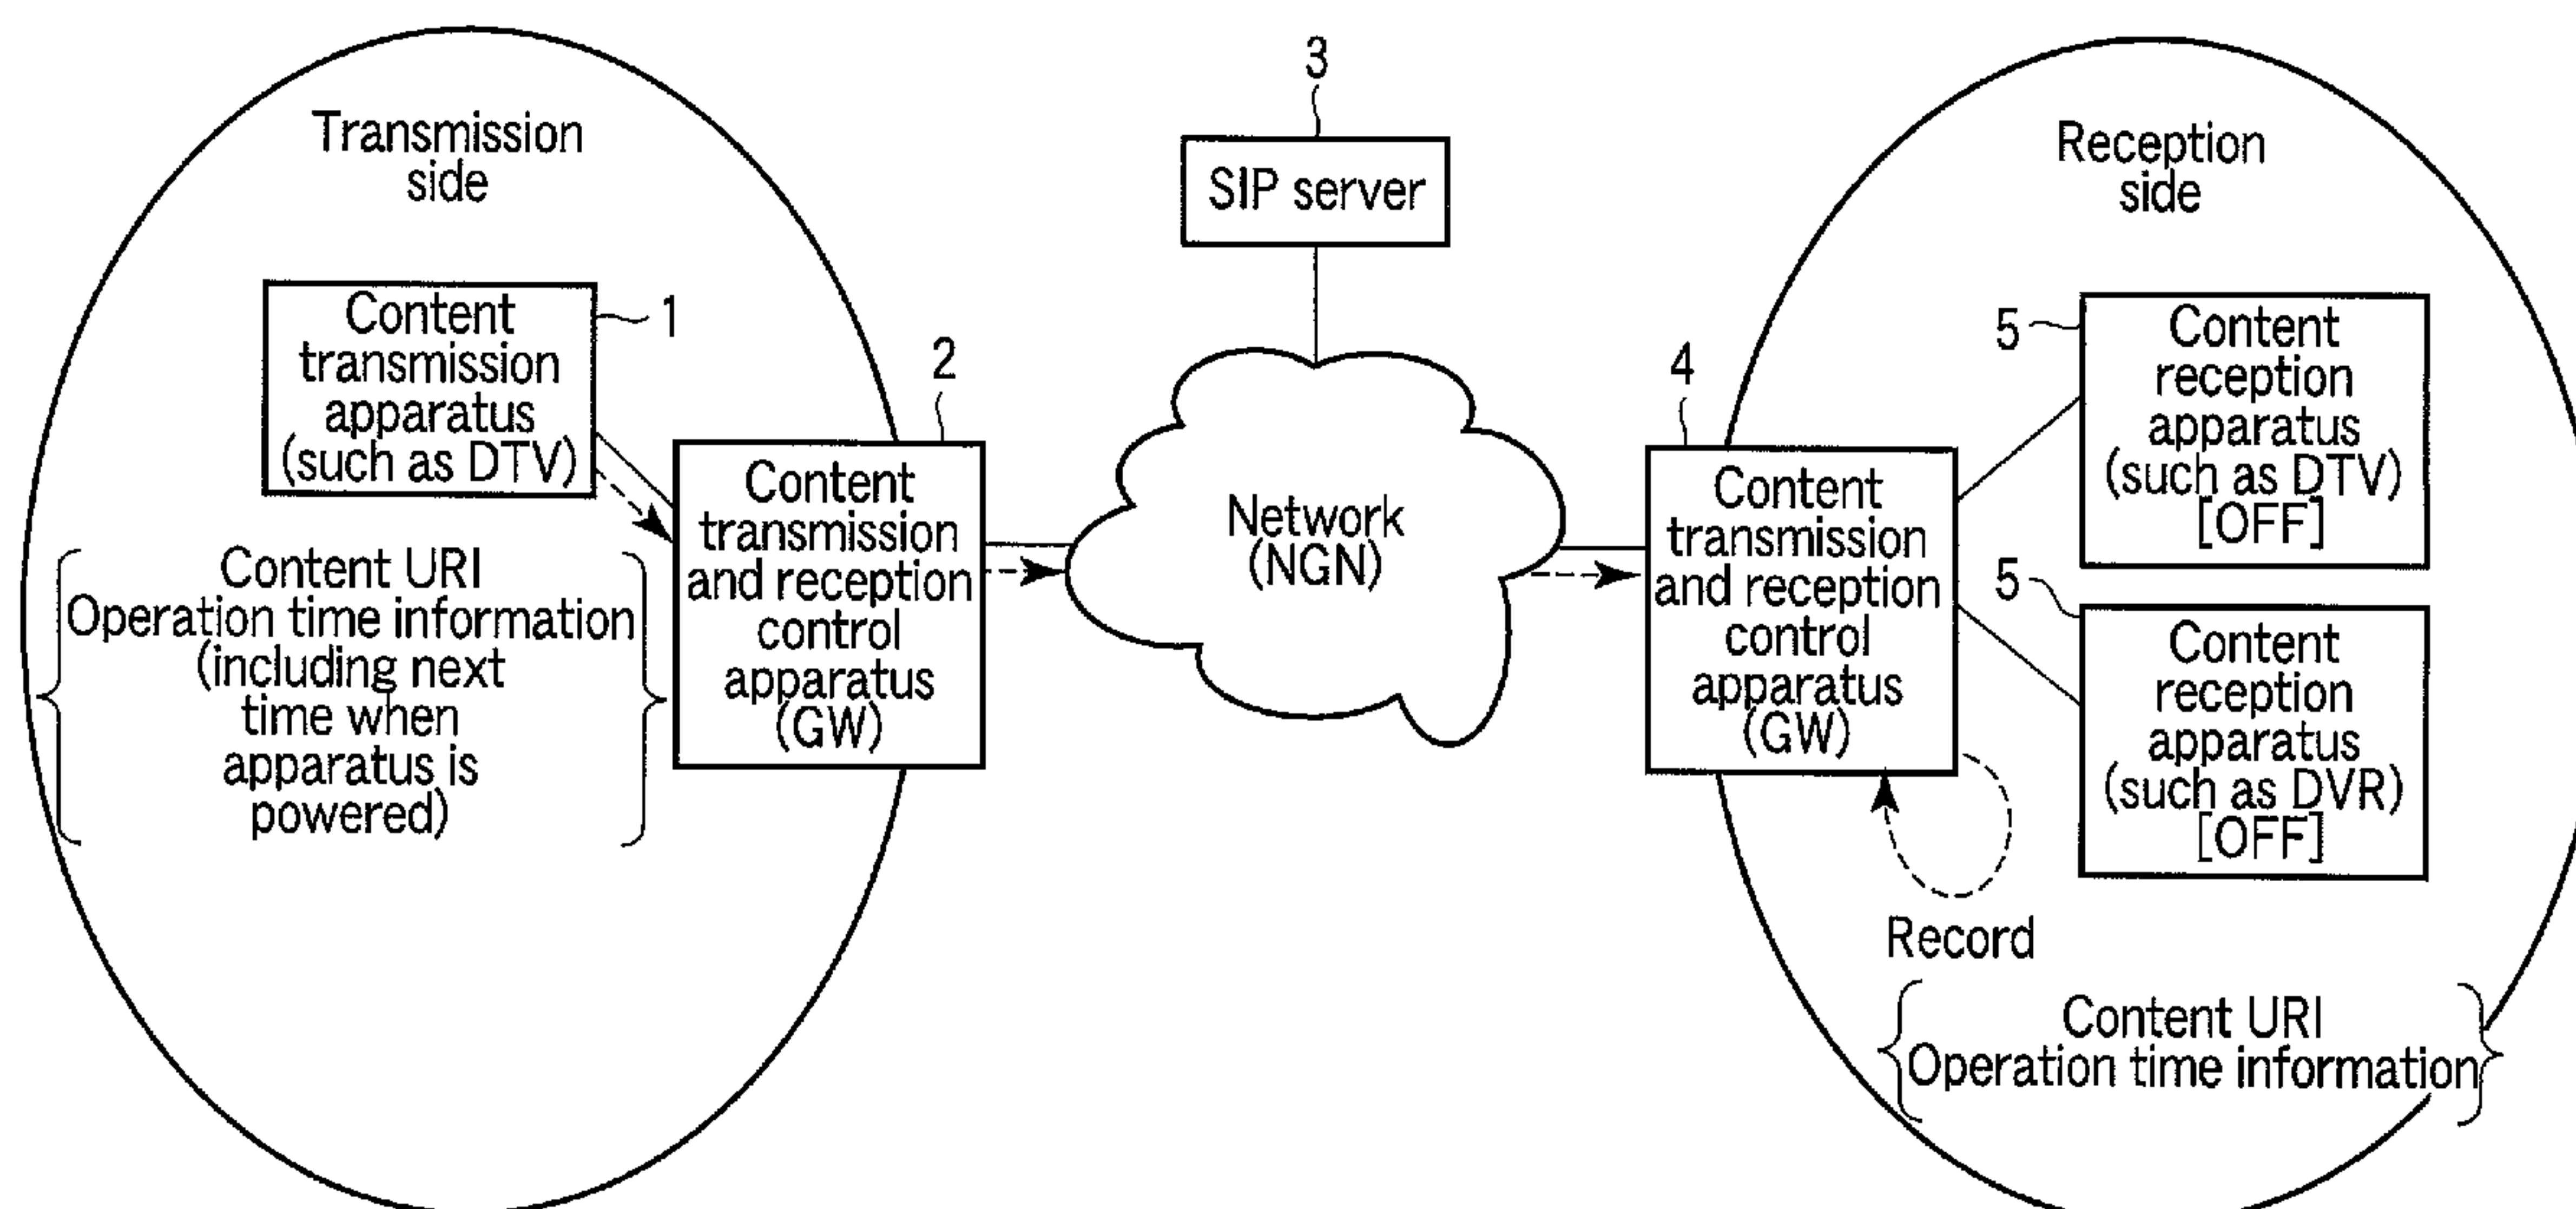 Transmission
side
Content
transmission
apparatus
(such as DTV)
1
Content URI
Operation time information
(including next
time when
apparatus is
powered)
2
Content
transmission
and reception
control
apparatus
(GW)
3
SIP server
Network
(NGN)
4
Content
transmission
and reception
control
apparatus
(GW)
Reception
side
5
Content
reception
apparatus
(such as DTV)
[OFF]
5
Content
reception
apparatus
(such as DVR)
[OFF]
Record
Content URI
Operation time information